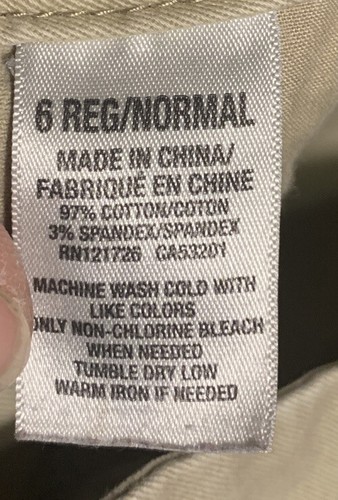 6 REG/NORMAL
MADE IN CHINA/
FABRIQUÉ EN CHINE
97% COTTON/COTON
3% SPANDEX/SPANDEX
RN121726 CA53201
MACHINE WASH COLD WITH
LIKE COLORS
ONLY NON-CHLORINE BLEACH
WHEN NEEDED
TUMBLE DRY LOW
WARM IRON IF NEEDED